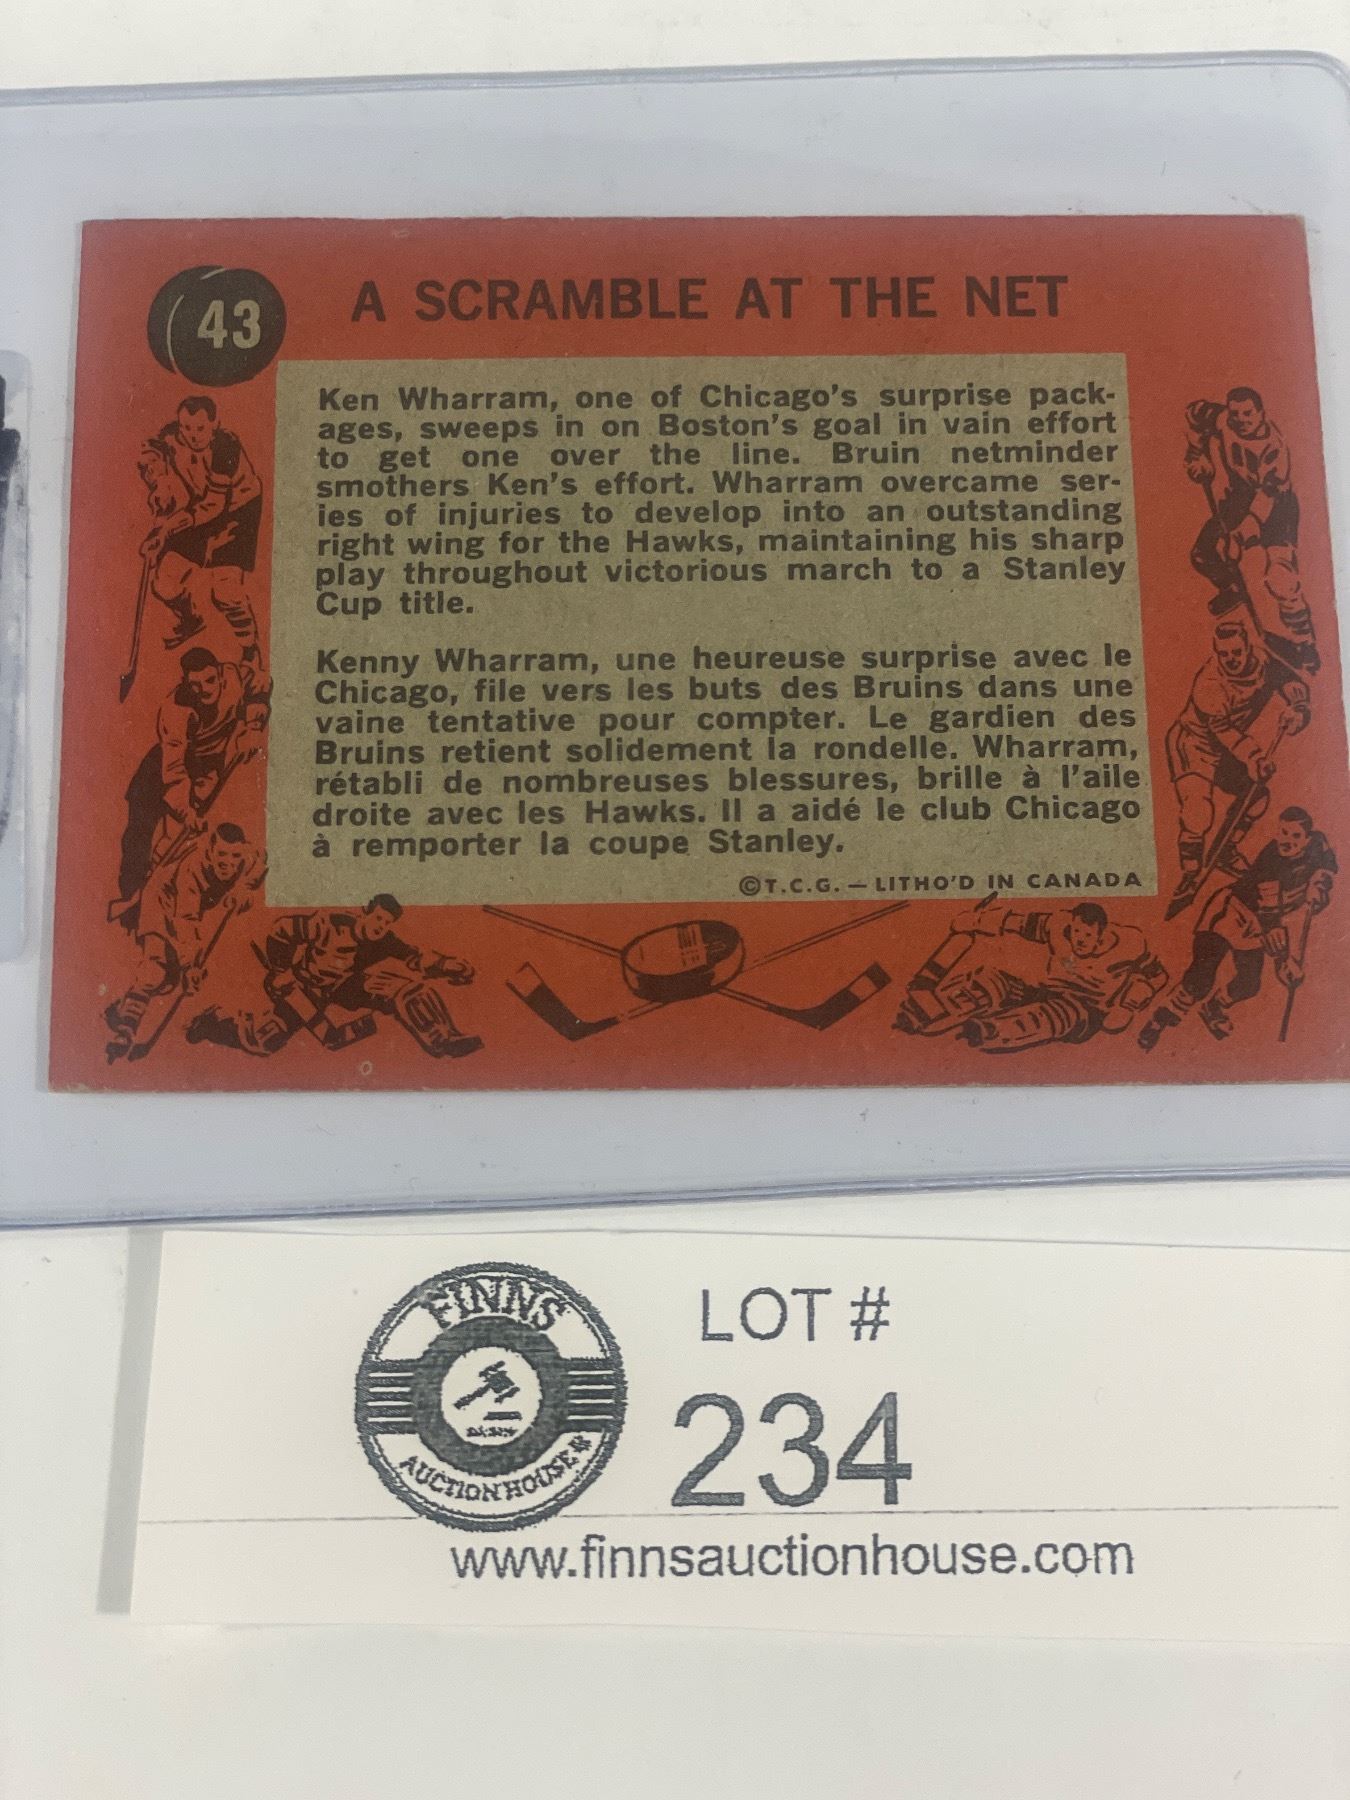 43
A SCRAMBLE AT THE NET
Ken Wharram, one of Chicago's surprise pack-
ages, sweeps in on Boston's goal in vain effort
to get one over the line. Bruin netminder
smothers Ken's effort. Wharram overcame ser-
ies of injuries to develop into an outstanding
right wing for the Hawks, maintaining his sharp
play throughout victorious march to a Stanley
Cup title.
Kenny Wharram, une heureuse surprise avec le
Chicago, file vers les buts des Bruins dans une
vaine tentative pour compter. Le gardien des
Bruins retient solidement la rondelle. Wharram,
rétabli de nombreuses blessures, brille à l'aile
droite avec les Hawks. Il a aidé le club Chicago
à remporter la coupe Stanley.
©T.C.G. — LITHO'D IN CANADA
FINNS
AUCTION HOUSE
LOT #
234
www.finnsauctionhouse.com